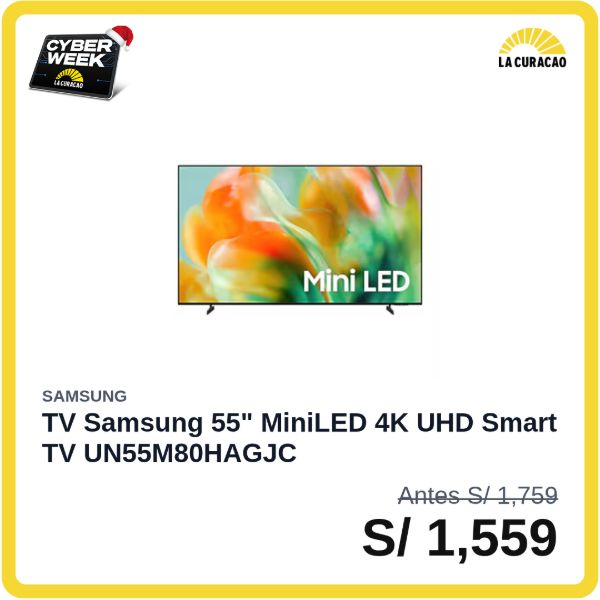 CYBER
WEEK
LA CURACAO
LA CURACAO
Mini LED
SAMSUNG
TV Samsung 55" MiniLED 4K UHD Smart
TV UN55M80HAGJC
Antes S/ 1,759
S/ 1,559